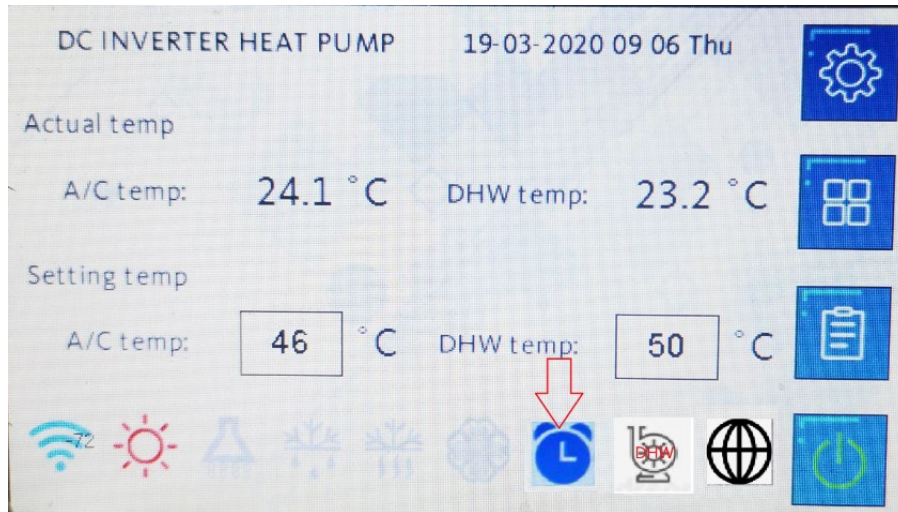 DC INVERTER HEAT PUMP 19-03-2020 09 06 Thu
Actual temp
A/C temp: 24.1 °C DHW temp: 23.2 °C
Setting temp
A/C temp: 46 °C DHW temp: 50 °C
-72 DHW